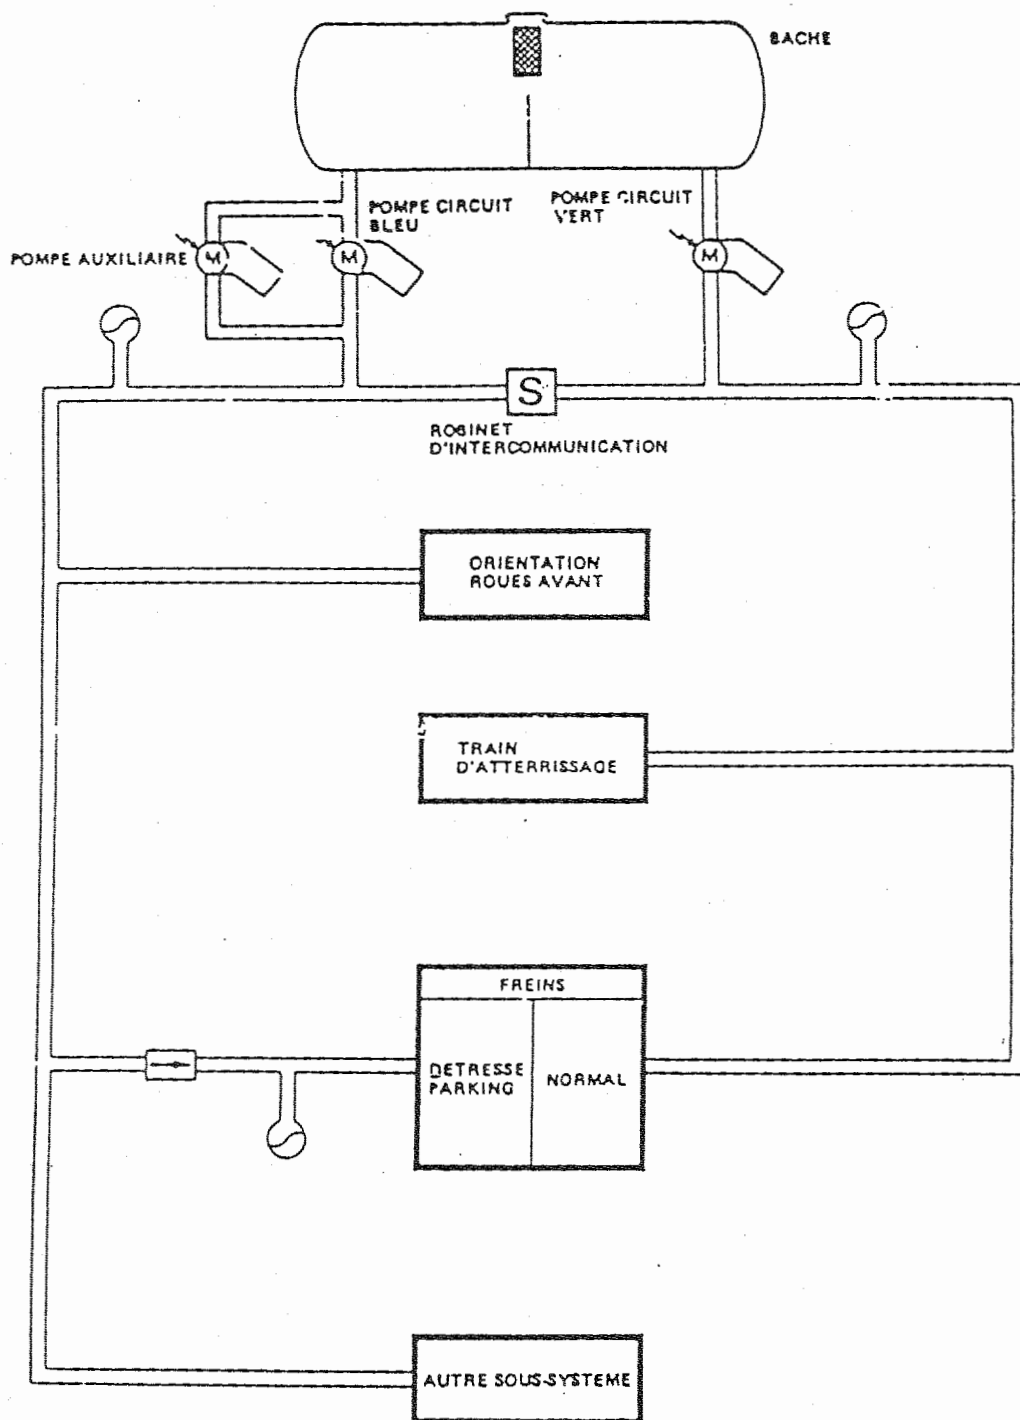 BACHE
POMPE CIRCUIT
BLEU
POMPE CIRCUIT
VERT
POMPE AUXILIAIRE
M
M
M
S
ROBINET
D'INTERCOMMUNICATION
ORIENTATION
ROUES AVANT
TRAIN
D'ATTERRISSAGE
FREINS
DETRESSE
PARKING
NORMAL
AUTRE SOUS-SYSTEME